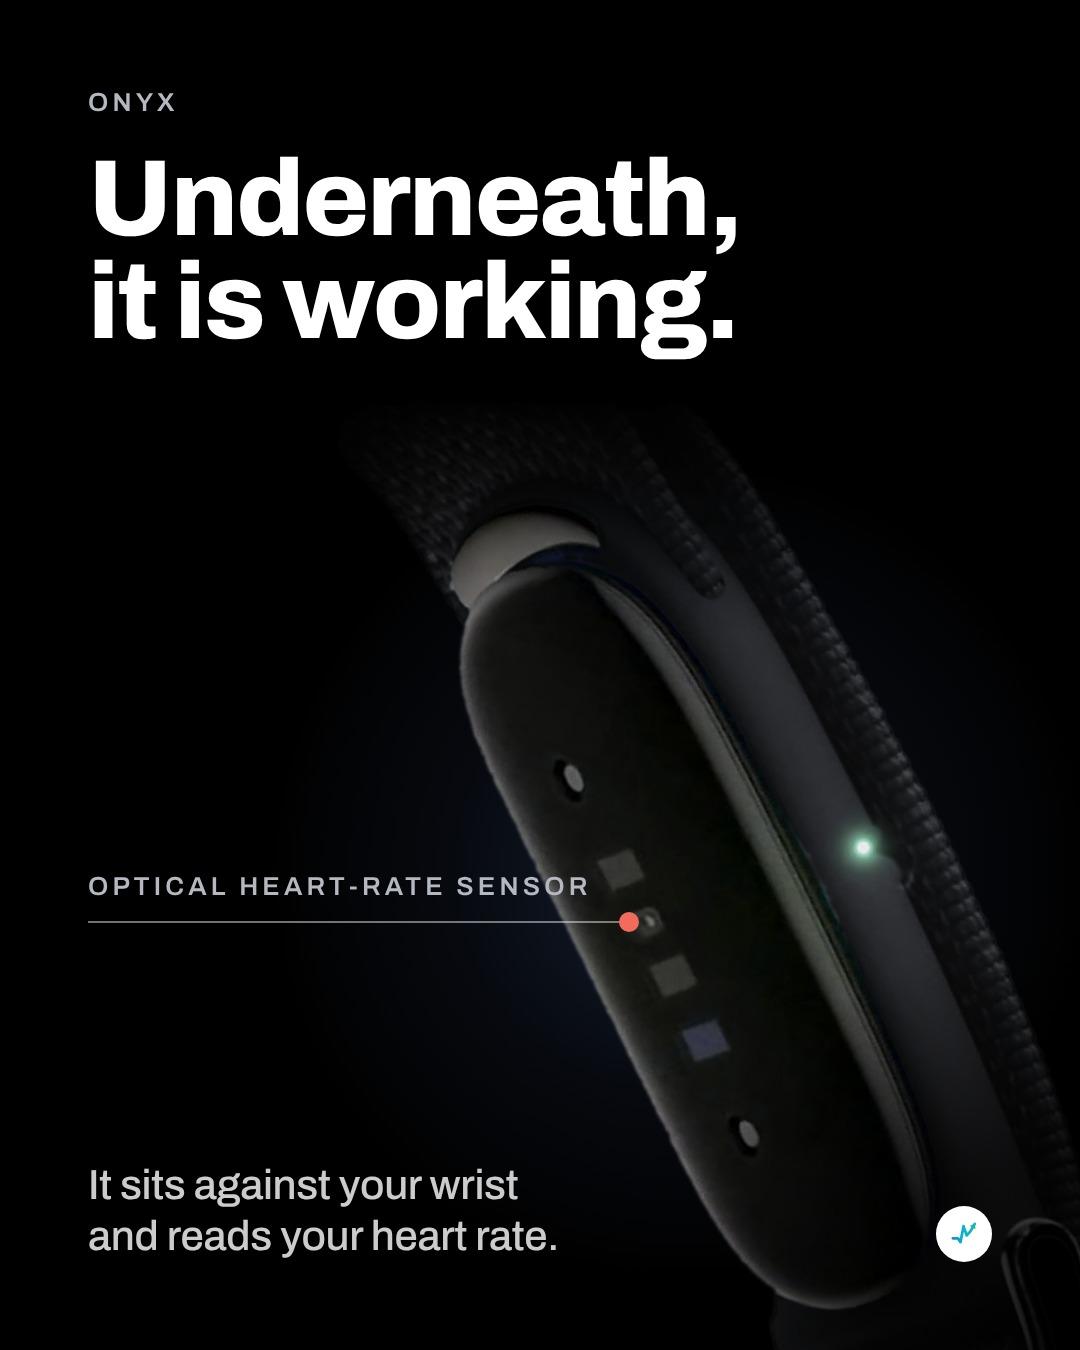 ONYX
Underneath,
it is working.
OPTICAL HEART-RATE SENSOR
It sits against your wrist
and reads your heart rate.